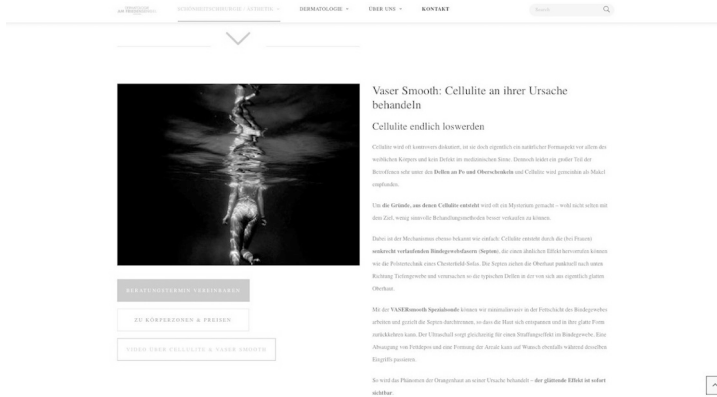 SCHÖNHEITSCHIRURGIE / ÄSTHETIK
DERMATOLOGIE
ÜBER UNS
KONTAKT
Vaser Smooth: Cellulite an ihrer Ursache
behandeln
Cellulite endlich loswerden
Cellulite wird oft kontrovers diskutiert, ist sie doch eigentlich ein natürlicher Formaspekt vor allem des
weiblichen Körpers und kein Defekt im medizinischen Sinne. Dennoch leidet ein großer Teil der
Betroffenen sehr unter den Dellen an Po und Oberschenkeln und Cellulite wird gemeinhin als Makel
empfunden.
Um die Gründe, aus denen Cellulite entsteht wird oft ein Mysterium gemacht – wohl nicht selten mit
dem Ziel, wenig sinnvolle Behandlungsmethoden besser verkaufen zu können.
Dabei ist der Mechanismus ebenso bekannt wie einfach: Cellulite entsteht durch die (bei Frauen)
senkrecht verlaufenden Bindegewebsfasern (Septen), die einen ähnlichen Effekt hervorrufen können
wie die Polstertechnik eines Chesterfield-Sofas. Die Septen ziehen die Oberhaut punktuell nach unten
Richtung Tiefengewebe und verursachen so die typischen Dellen in der von sich aus eigentlich glatten
Oberhaut.
Mit der VASERsmooth Spezialsonde können wir minimalinvasiv in der Fettschicht des Bindegewebes
arbeiten und gezielt die Septen durchtrennen, so dass die Haut sich entspannen und in ihre glatte Form
zurückkehren kann. Der Ultraschall sorgt gleichzeitig für einen Straffungseffekt im Bindegewebe. Eine
Absaugung von Fettdepots und eine Formung der Areale kann auf Wunsch ebenfalls während desselben
Eingriffs passieren.
So wird das Phänomen der Orangenhaut an seiner Ursache behandelt – der glättende Effekt ist sofort
sichtbar.
BERATUNGSTERMIN VEREINBAREN
ZU KÖRPERZONEN & PREISEN
VIDEO ÜBER CELLULITE & VASER SMOOTH